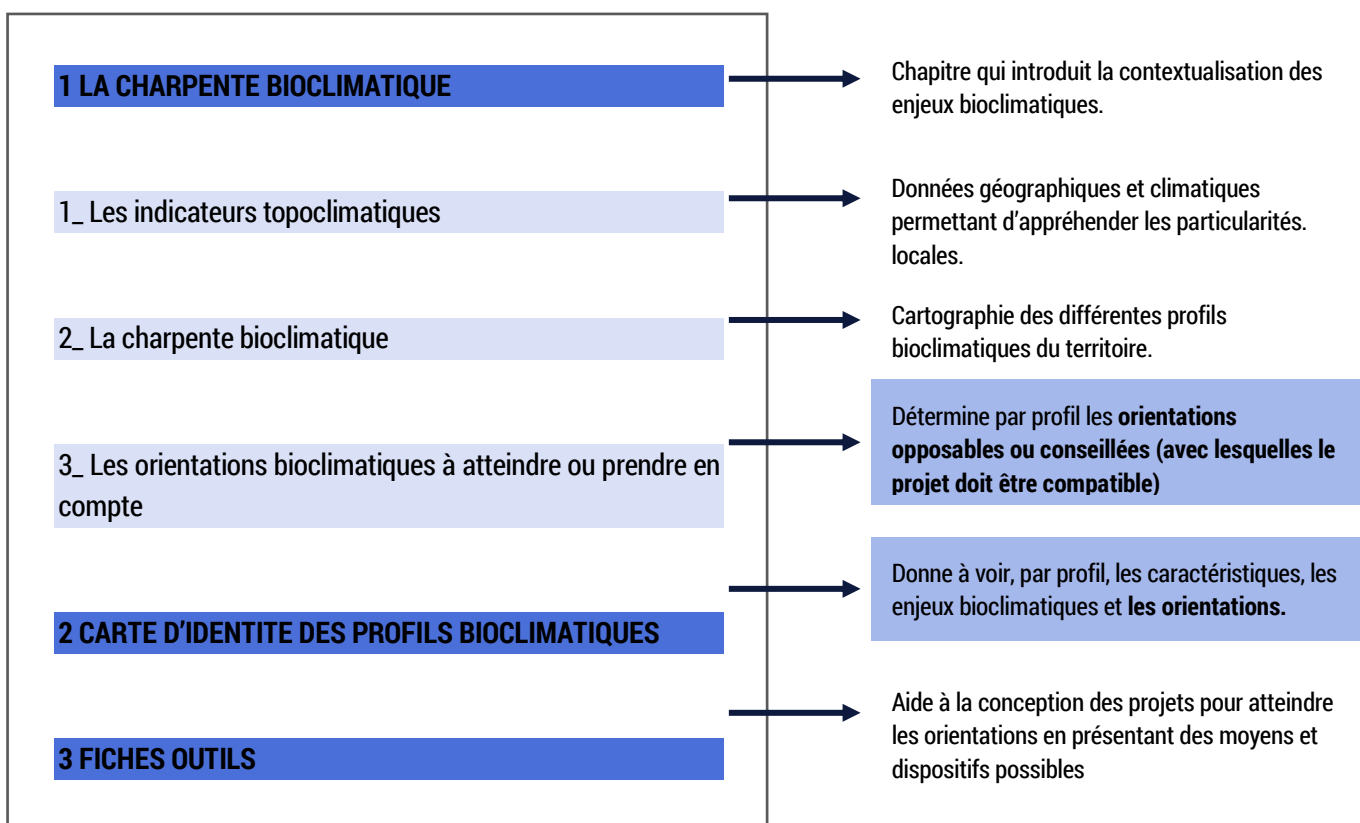 1 LA CHARPENTE BIOCLIMATIQUE
Chapitre qui introduit la contextualisation des
enjeux bioclimatiques.
1_ Les indicateurs topoclimatiques
Données géographiques et climatiques
permettant d'appréhender les particularités.
locales.
2_ La charpente bioclimatique
Cartographie des différentes profils
bioclimatiques du territoire.
3_ Les orientations bioclimatiques à atteindre ou prendre en
compte
Détermine par profil les orientations
opposables ou conseillées (avec lesquelles le
projet doit être compatible)
2 CARTE D'IDENTITE DES PROFILS BIOCLIMATIQUES
Donne à voir, par profil, les caractéristiques, les
enjeux bioclimatiques et les orientations.
3 FICHES OUTILS
Aide à la conception des projets pour atteindre
les orientations en présentant des moyens et
dispositifs possibles